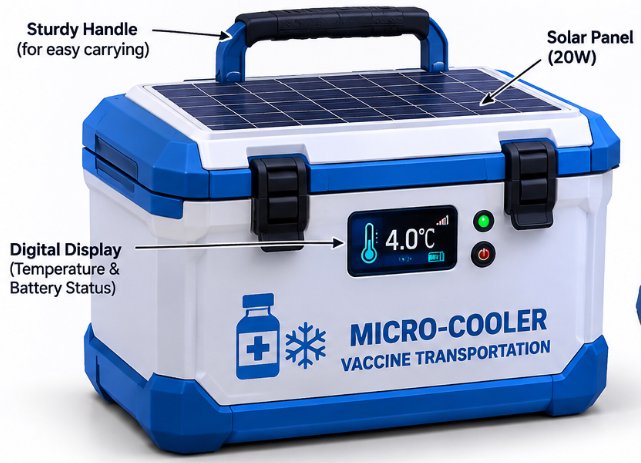 Sturdy Handle
(for easy carrying)
Solar Panel
(20W)
Digital Display
(Temperature &
Battery Status)
4.0°C
MICRO-COOLER
VACCINE TRANSPORTATION